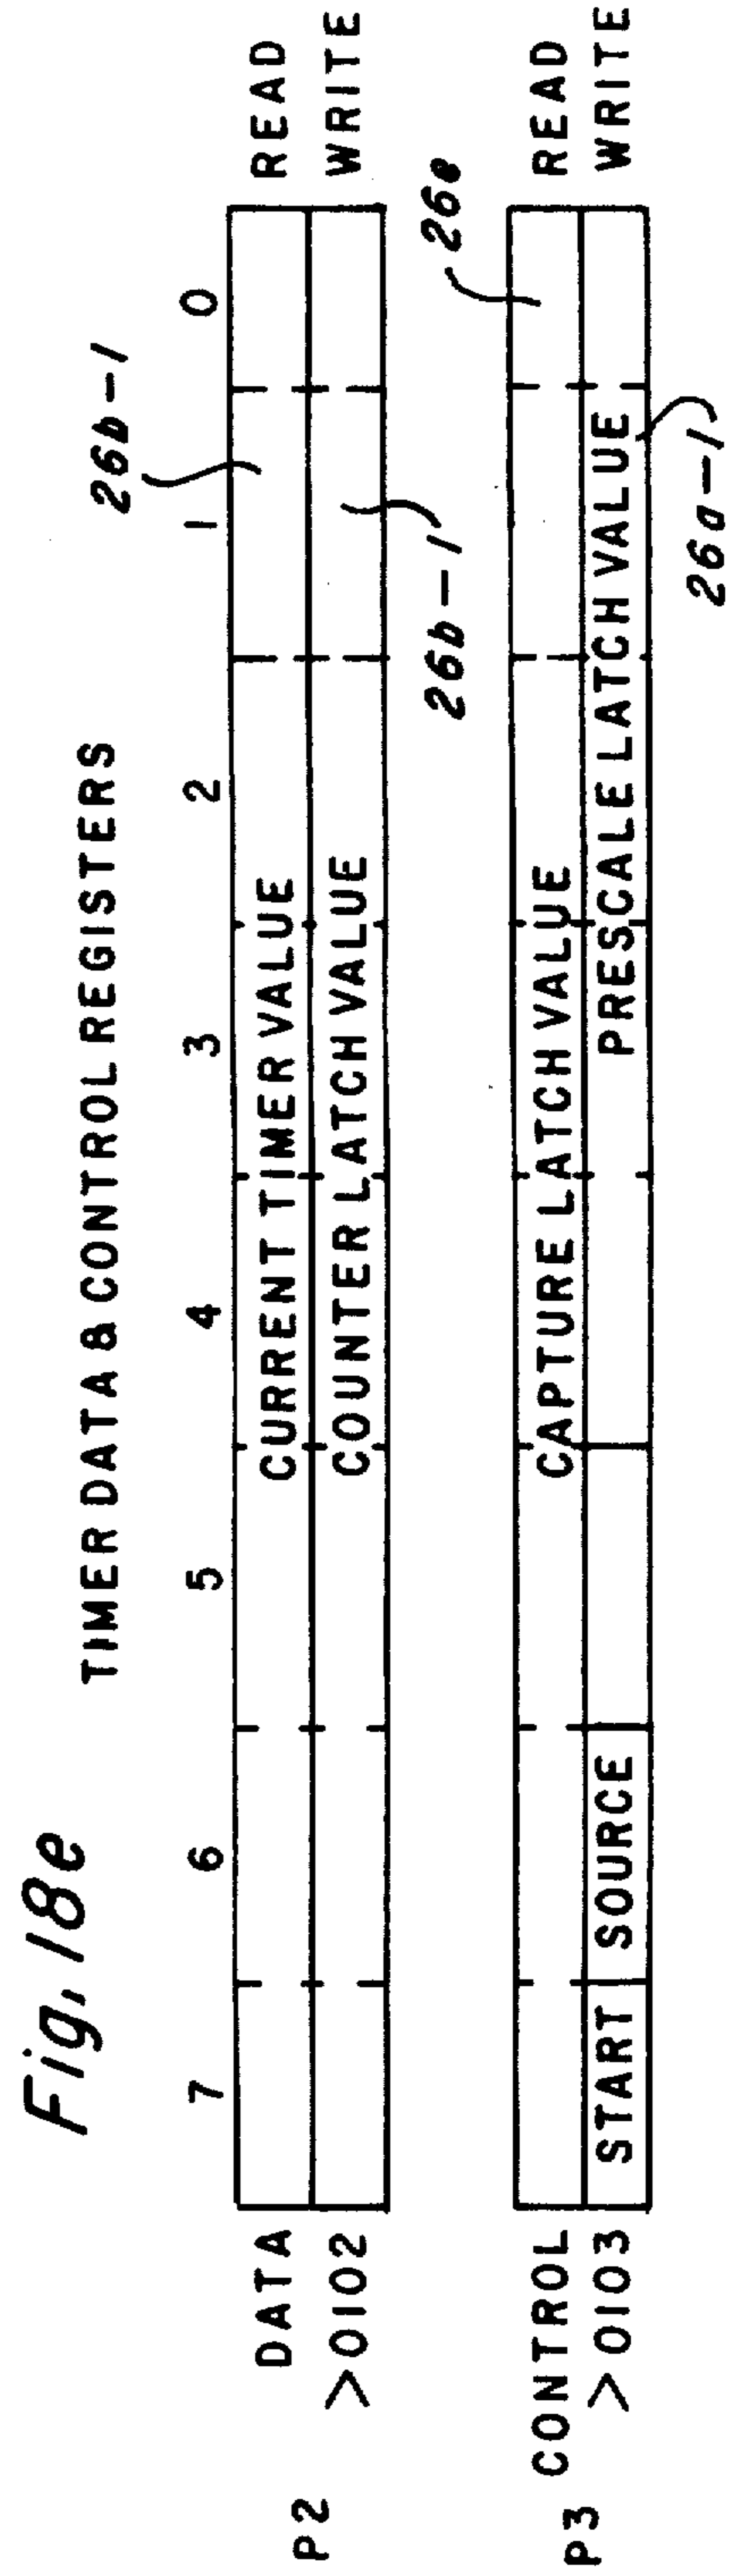 Fig. 18e
TIMER DATA & CONTROL REGISTERS
7 6 5 4 3 2 1 0
26b-1
P2
DATA
>0102
CURRENT TIMER VALUE
READ
COUNTER LATCH VALUE
WRITE
26b-1
26e
P3
CONTROL
>0103
CAPTURE LATCH VALUE
READ
START
SOURCE
PRESCALE LATCH VALUE
WRITE
26a-1